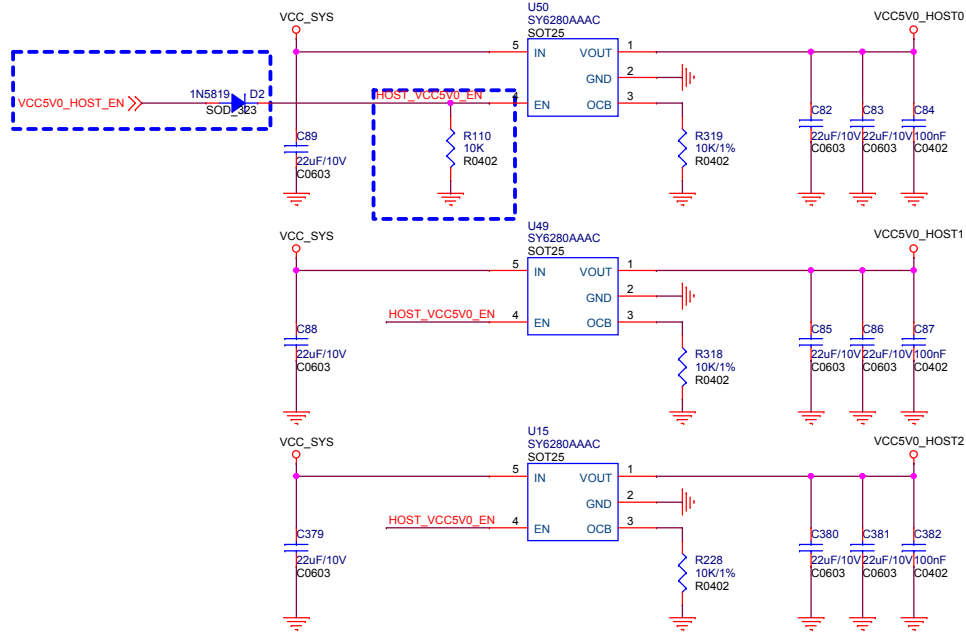 U50
VCC_SYS
SY6280AAAC
VCC5V0_HOST0
SOT25
5 IN VOUT 1
GND 2
VCC5V0_HOST_EN
1N5819 D2
SOD_323
HOST_VCC5V0_EN
4 EN OCB 3
C89
22uF/10V
C0603
R110
10K
R0402
R319
10K/1%
R0402
C82
22uF/10V
C0603
C83
22uF/10V
C0603
C84
100nF
C0402
U49
VCC_SYS
SY6280AAAC
VCC5V0_HOST1
SOT25
5 IN VOUT 1
GND 2
HOST_VCC5V0_EN
4 EN OCB 3
C88
22uF/10V
C0603
R318
10K/1%
R0402
C85
22uF/10V
C0603
C86
22uF/10V
C0603
C87
100nF
C0402
U15
VCC_SYS
SY6280AAAC
VCC5V0_HOST2
SOT25
5 IN VOUT 1
GND 2
HOST_VCC5V0_EN
4 EN OCB 3
C379
22uF/10V
C0603
R228
10K/1%
R0402
C380
22uF/10V
C0603
C381
22uF/10V
C0603
C382
100nF
C0402